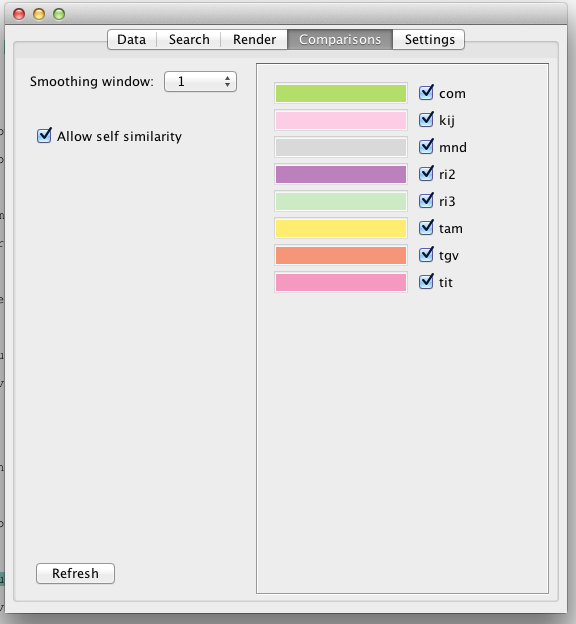 Data Search Render Comparisons Settings
Smoothing window: 1
Allow self similarity
com
kij
mnd
ri2
ri3
tam
tgv
tit
Refresh